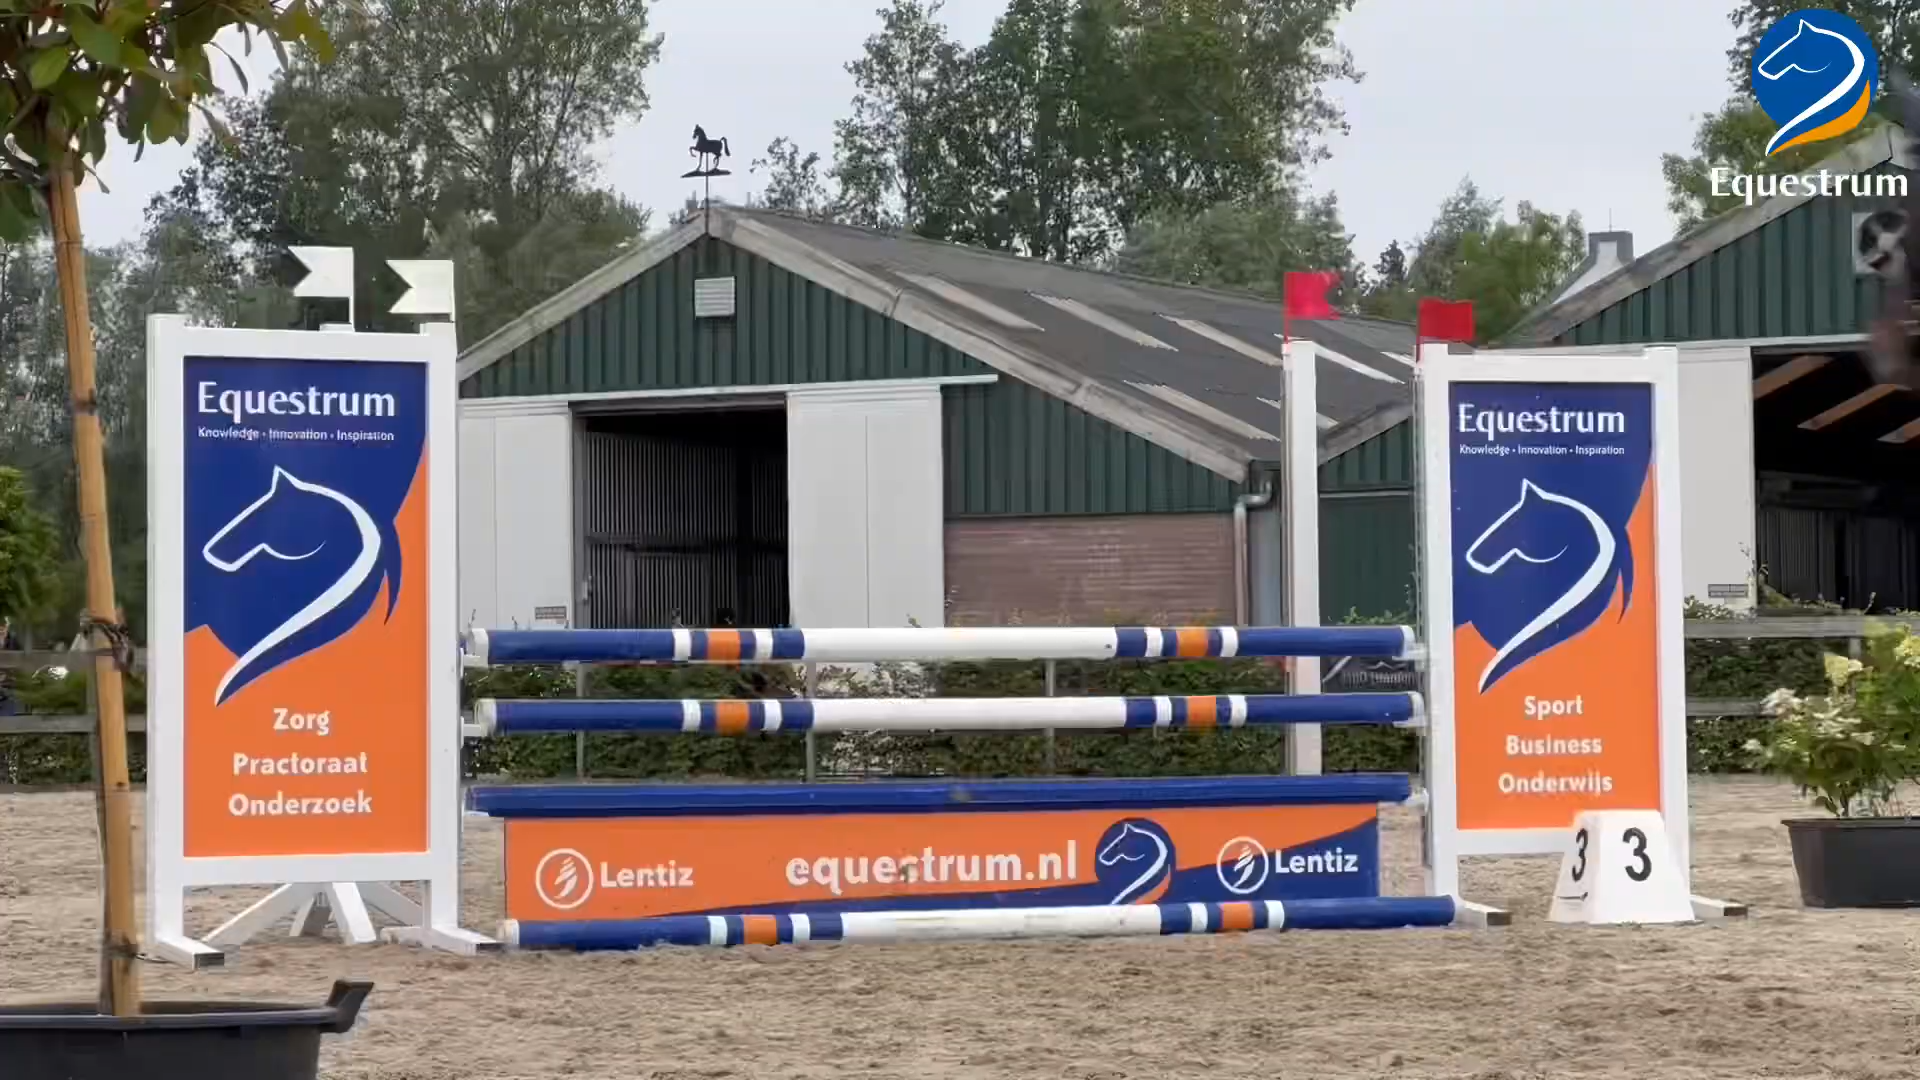 Equestrum
Equestrum
Knowledge • Innovation • Inspiration
Zorg
Practoraat
Onderzoek
Equestrum
Knowledge • Innovation • Inspiration
Sport
Business
Onderwijs
Lentiz
equestrum.nl
Lentiz
3
3